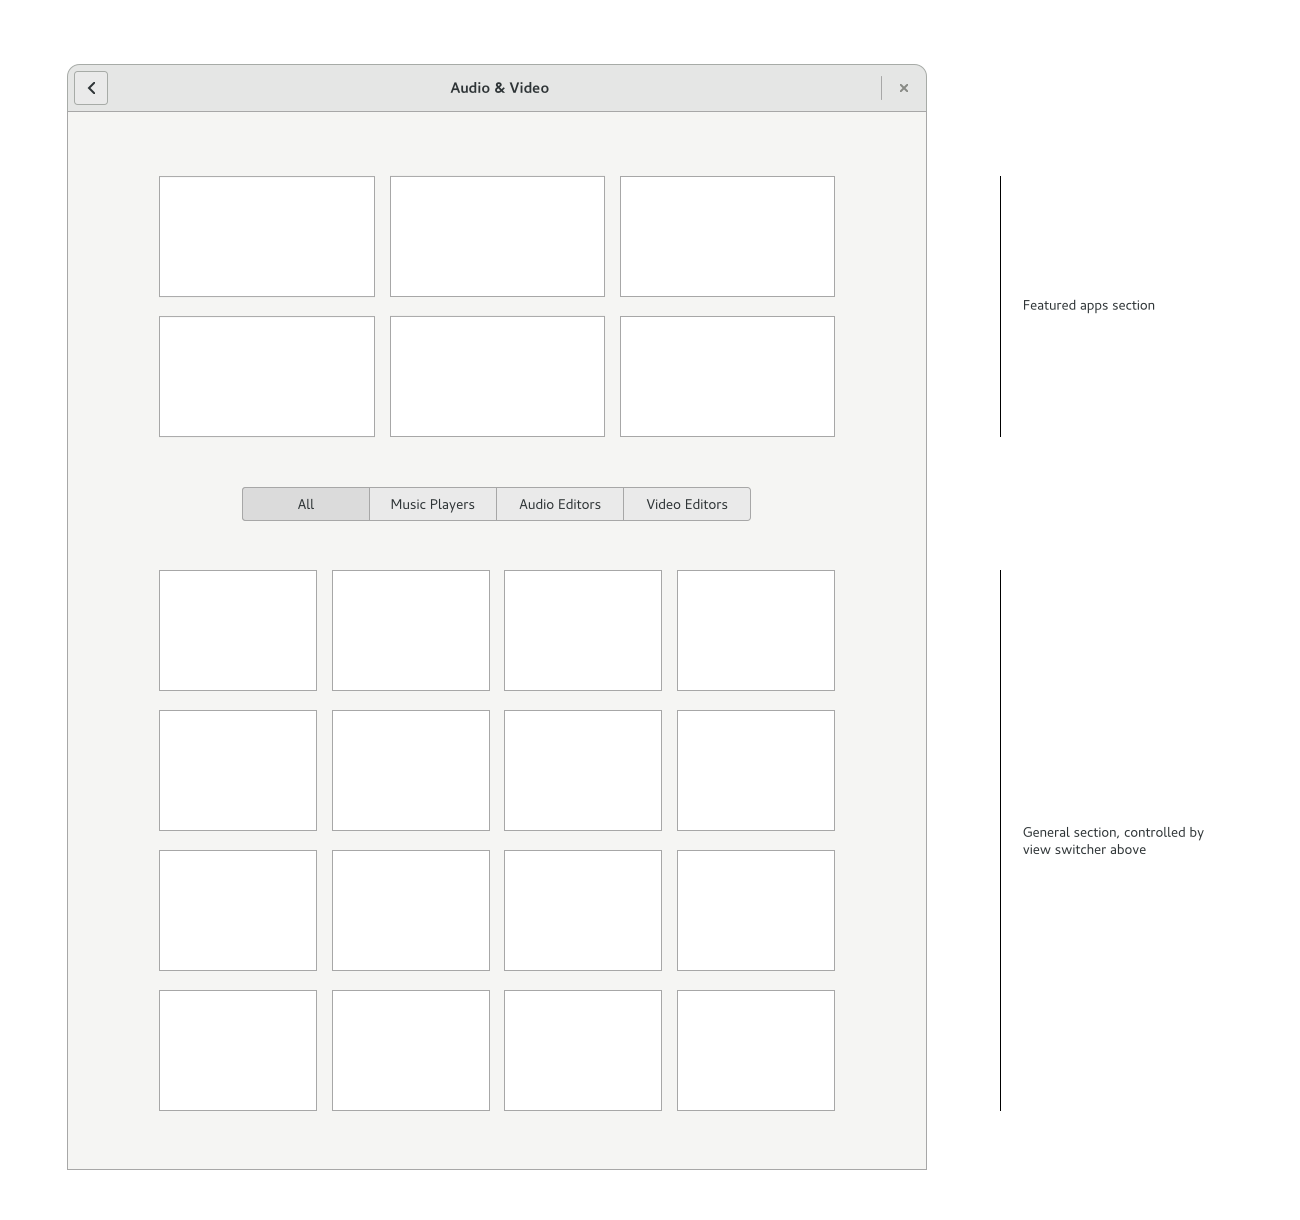 Audio & Video
Featured apps section
All
Music Players
Audio Editors
Video Editors
General section, controlled by
view switcher above